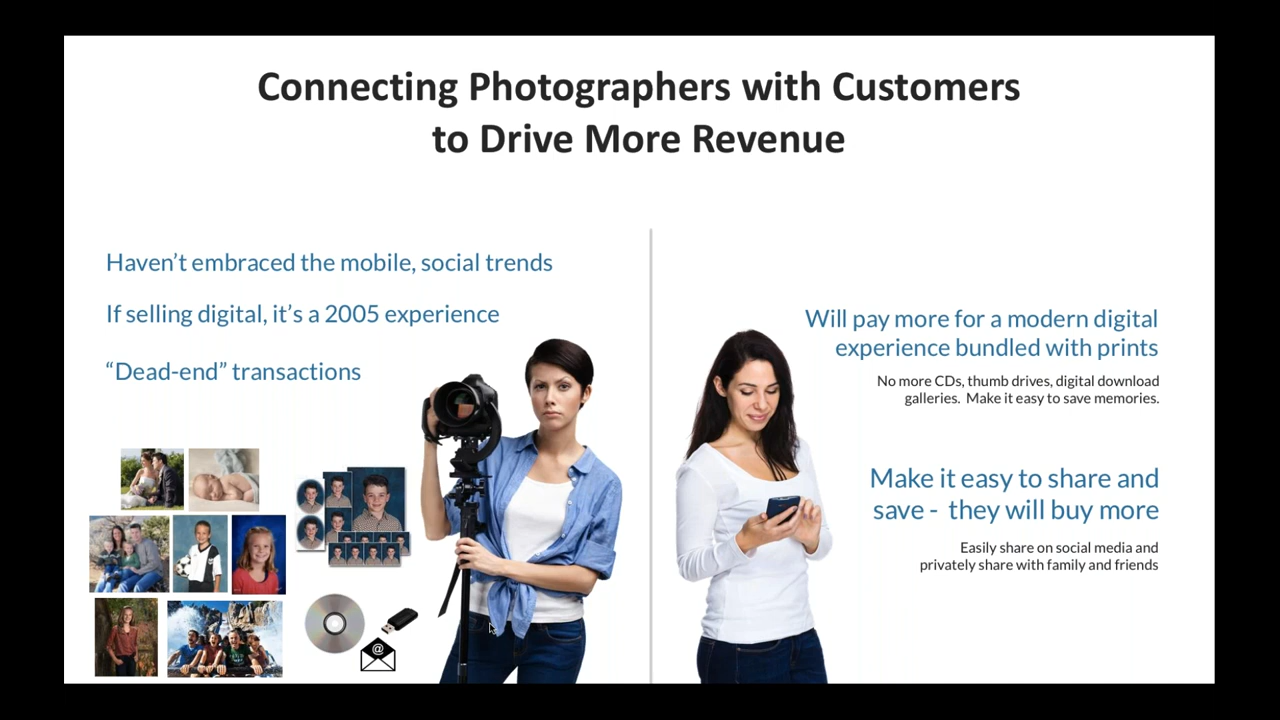 Connecting Photographers with Customers
to Drive More Revenue
Haven’t embraced the mobile, social trends
If selling digital, it’s a 2005 experience
“Dead-end” transactions
@
Will pay more for a modern digital
experience bundled with prints
No more CDs, thumb drives, digital download
galleries.  Make it easy to save memories.
Make it easy to share and
save -  they will buy more
Easily share on social media and
privately share with family and friends